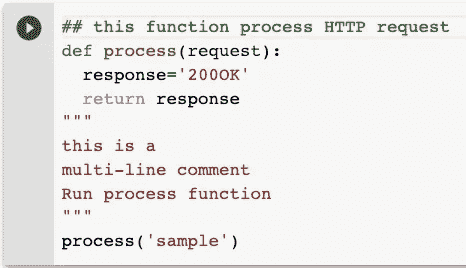 ## this function process HTTP request
def process(request):
  response='200OK'
  return response
"""
this is a
multi-line comment
Run process function
"""
process('sample')